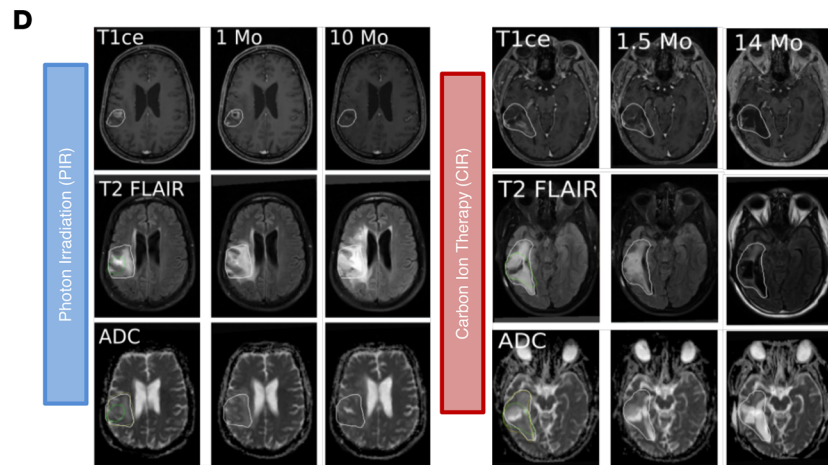 D
Photon Irradiation (PIR)
T1ce
1 Mo
10 Mo
T2 FLAIR
ADC
Carbon Ion Therapy (CIR)
T1ce
1.5 Mo
14 Mo
T2 FLAIR
ADC